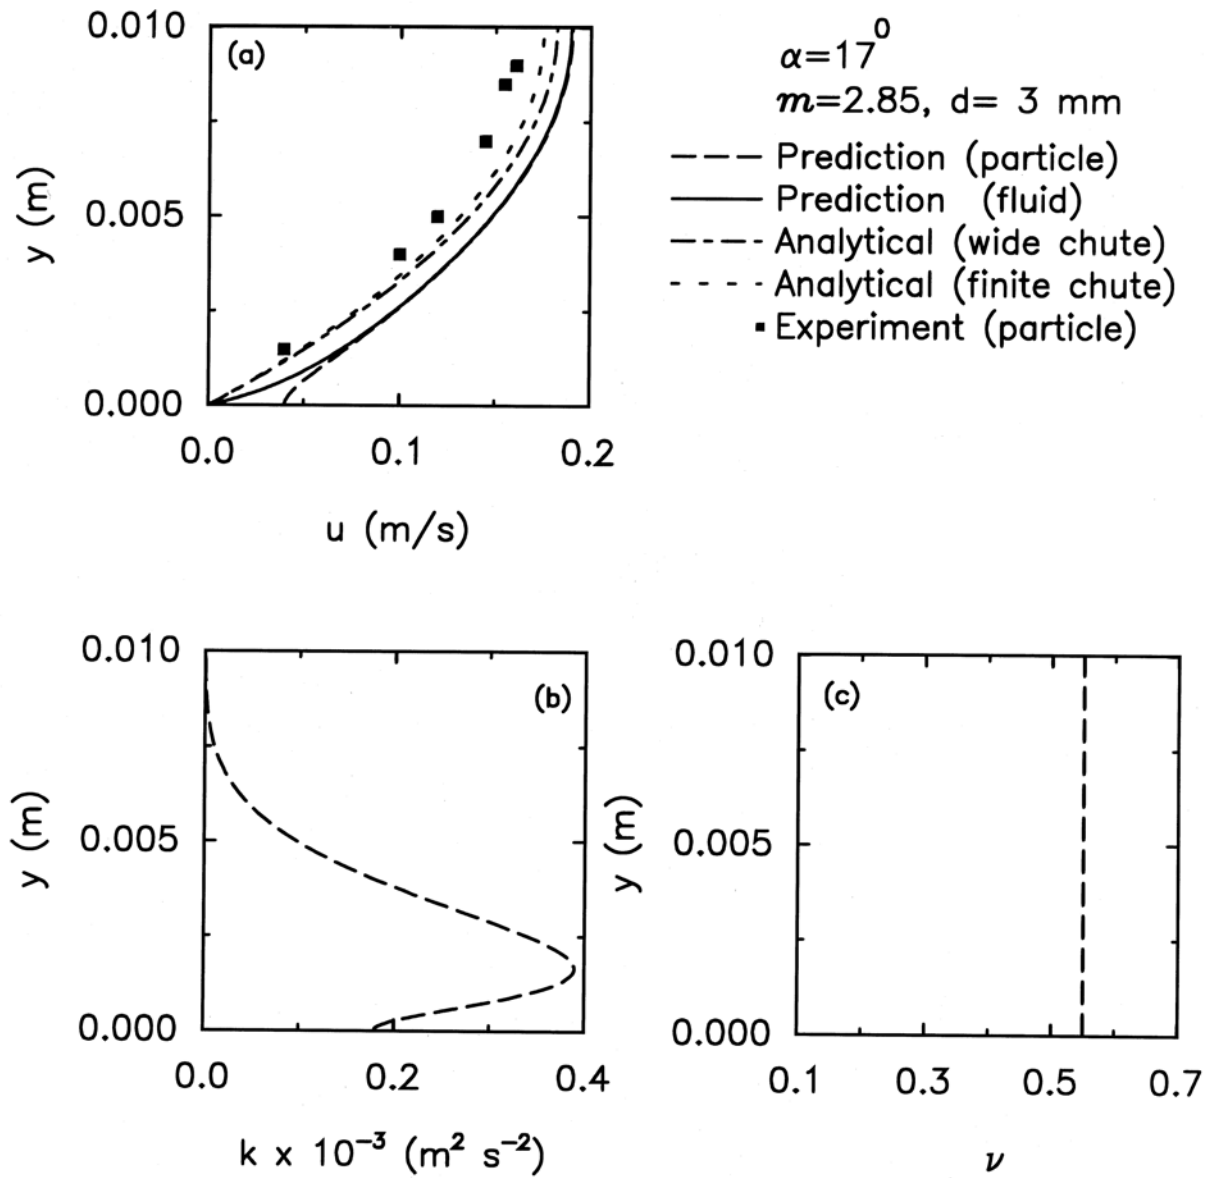 0.010
(a)
y (m)
0.005
0.000
0.0 0.1 0.2
u (m/s)
α=17⁰
m=2.85, d= 3 mm
Prediction (particle)
Prediction (fluid)
Analytical (wide chute)
Analytical (finite chute)
Experiment (particle)
0.010
(b)
y (m)
0.005
0.000
0.0 0.2 0.4
k x 10⁻³ (m² s⁻²)
0.010
(c)
y (m)
0.005
0.000
0.1 0.3 0.5 0.7
ν